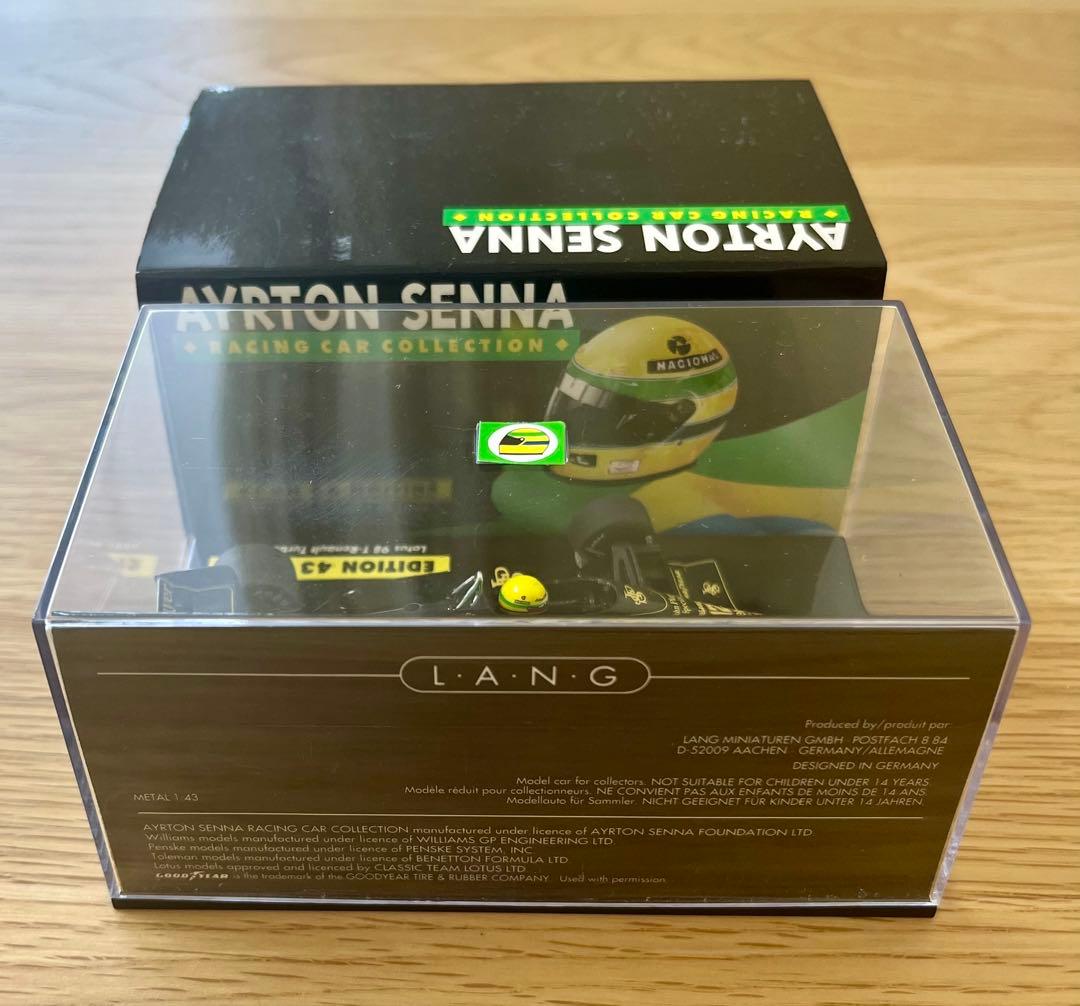 ◆ RACING CAR COLLECTION ◆
AYRTON SENNA
AYRTON SENNA
◆ RACING CAR COLLECTION ◆
NACIONAL
Lotus 98 T-Renault Turbo
EDITION 43
L·A·N·G
Produced by/produit par:
LANG MINIATUREN GMBH · POSTFACH 8 84
D-52009 AACHEN · GERMANY/ALLEMAGNE
DESIGNED IN GERMANY
Model car for collectors. NOT SUITABLE FOR CHILDREN UNDER 14 YEARS.
Modèle réduit pour collectionneurs. NE CONVIENT PAS AUX ENFANTS DE MOINS DE 14 ANS.
Modellauto für Sammler. NICHT GEEIGNET FÜR KINDER UNTER 14 JAHREN.
METAL 1:43
AYRTON SENNA RACING CAR COLLECTION manufactured under licence of AYRTON SENNA FOUNDATION LTD.
Williams models manufactured under licence of WILLIAMS GP ENGINEERING LTD.
Penske models manufactured under licence of PENSKE SYSTEM, INC.
Toleman models manufactured under licence of BENETTON FORMULA LTD.
Lotus models approved and licenced by CLASSIC TEAM LOTUS LTD.
GOODYEAR is the trademark of the GOODYEAR TIRE & RUBBER COMPANY. Used with permission.